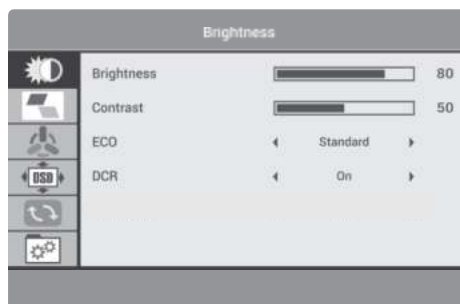 Brightness
Brightness 80
Contrast 50
ECO Standard
DCR On
OSD